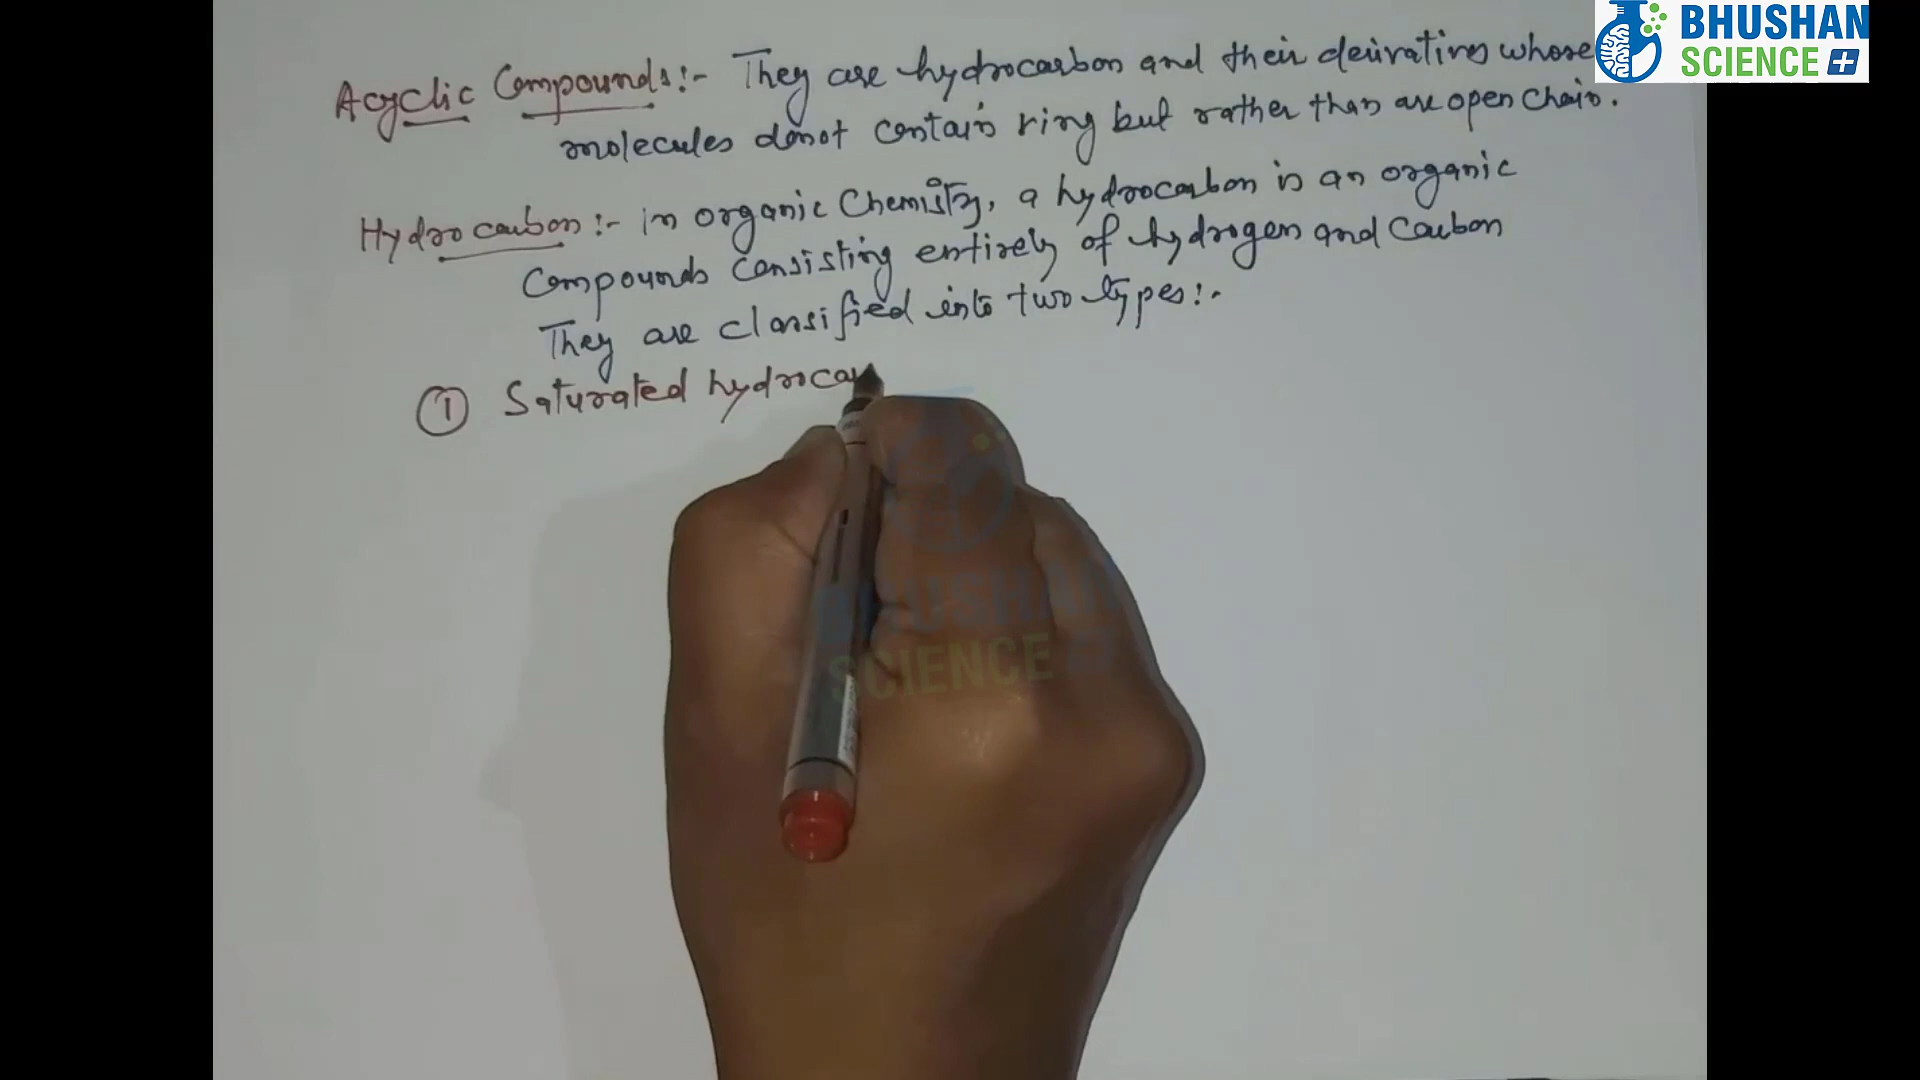 BHUSHAN
SCIENCE +
Acyclic Compounds:- They are hydrocarbon and their derivatives whose
molecules donot contain ring but rather than are open chain.
Hydrocarbon:- In organic Chemistry, a hydrocarbon is an organic
Compounds consisting entirely of hydrogen and Carbon
They are classified into two types:-
① Saturated hydroca
BHUSHAN
SCIENCE +